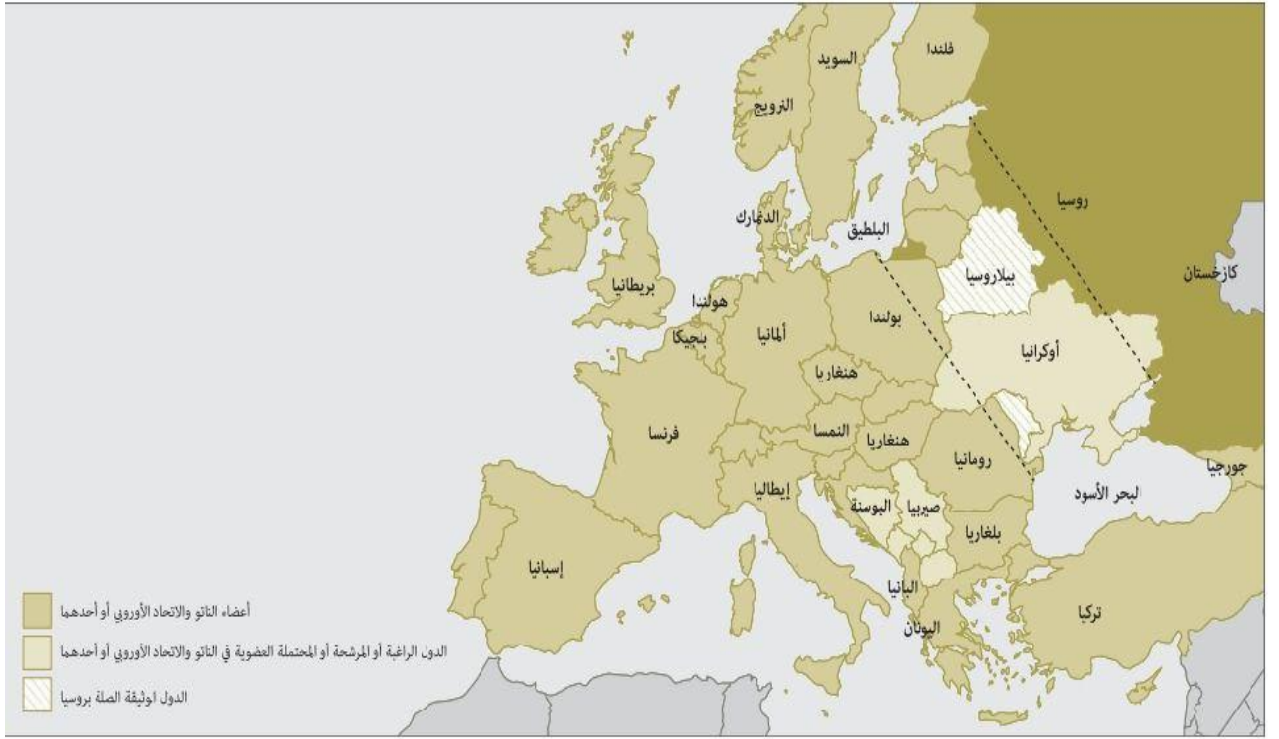 فلندا
السويد
النرويج
روسيا
الدنمارك
البلطيق
كازخستان
بيلاروسيا
بريطانيا
هولندا
بولندا
ألمانيا
بلجيكا
أوكرانيا
هنغاريا
فرنسا
النمسا
هنغاريا
رومانيا
جورجيا
إيطاليا
البوسنة
صيربيا
البحر الأسود
بلغاريا
إسبانيا
البانيا
تركيا
اليونان
أعضاء الناتو والاتحاد الأوروبي أو أحدهما
الدول الراغبة أو المرشحة أو المحتملة العضوية في الناتو والاتحاد الأوروبي أو أحدهما
الدول الوثيقة الصلة بروسيا